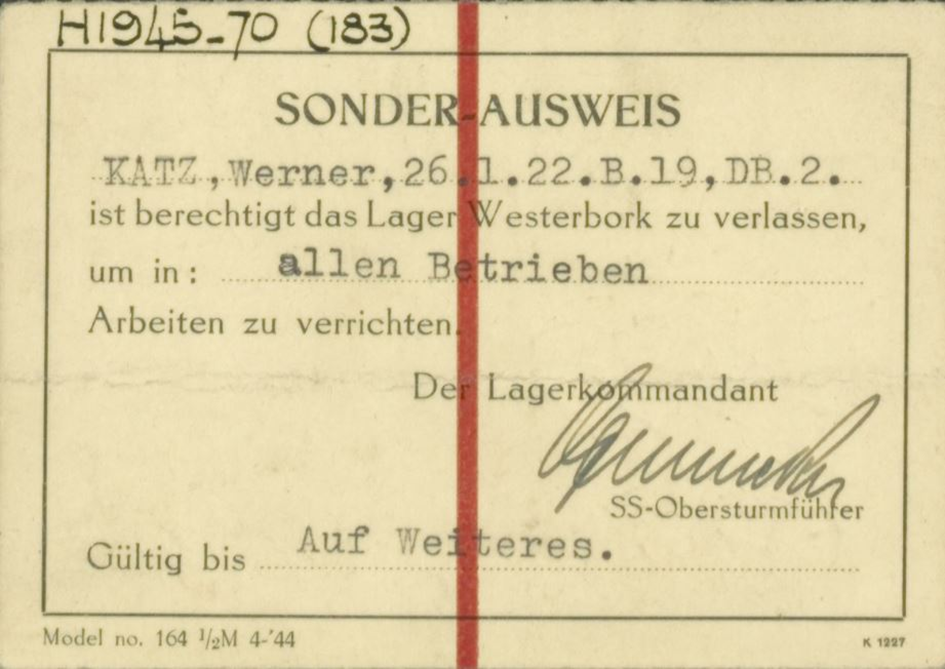 H1945-70 (183)
SONDER-AUSWEIS
KATZ, Werner, 26.1.22.B.19, DB.2.
ist berechtigt das Lager Westerbork zu verlassen,
um in: allen Betrieben
Arbeiten zu verrichten.
Der Lagerkommandant
SS-Obersturmführer
Gültig bis Auf Weiteres.
Model no. 164 ½M 4-'44
K 1227